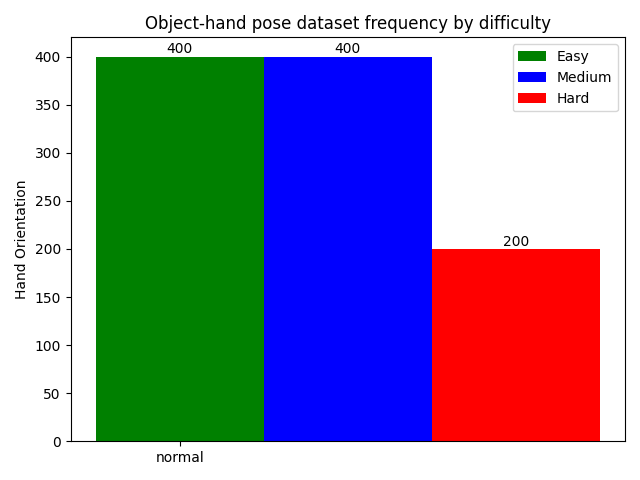 Object-hand pose dataset frequency by difficulty
400
400
200
Easy
Medium
Hard
Hand Orientation
400
350
300
250
200
150
100
50
0
normal